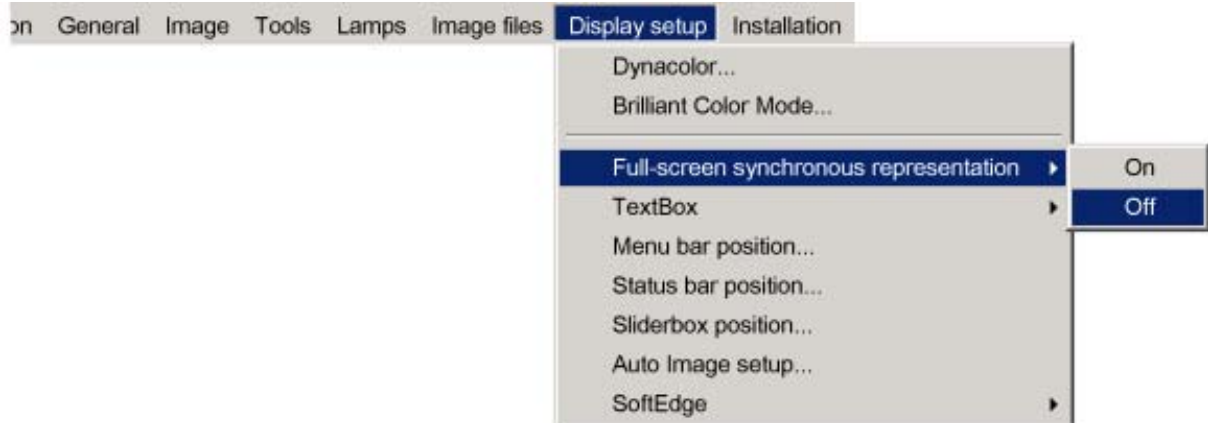 on General Image Tools Lamps Image files Display setup Installation
Dynacolor...
Brilliant Color Mode...
Full-screen synchronous representation On
TextBox Off
Menu bar position...
Status bar position...
Sliderbox position...
Auto Image setup...
SoftEdge